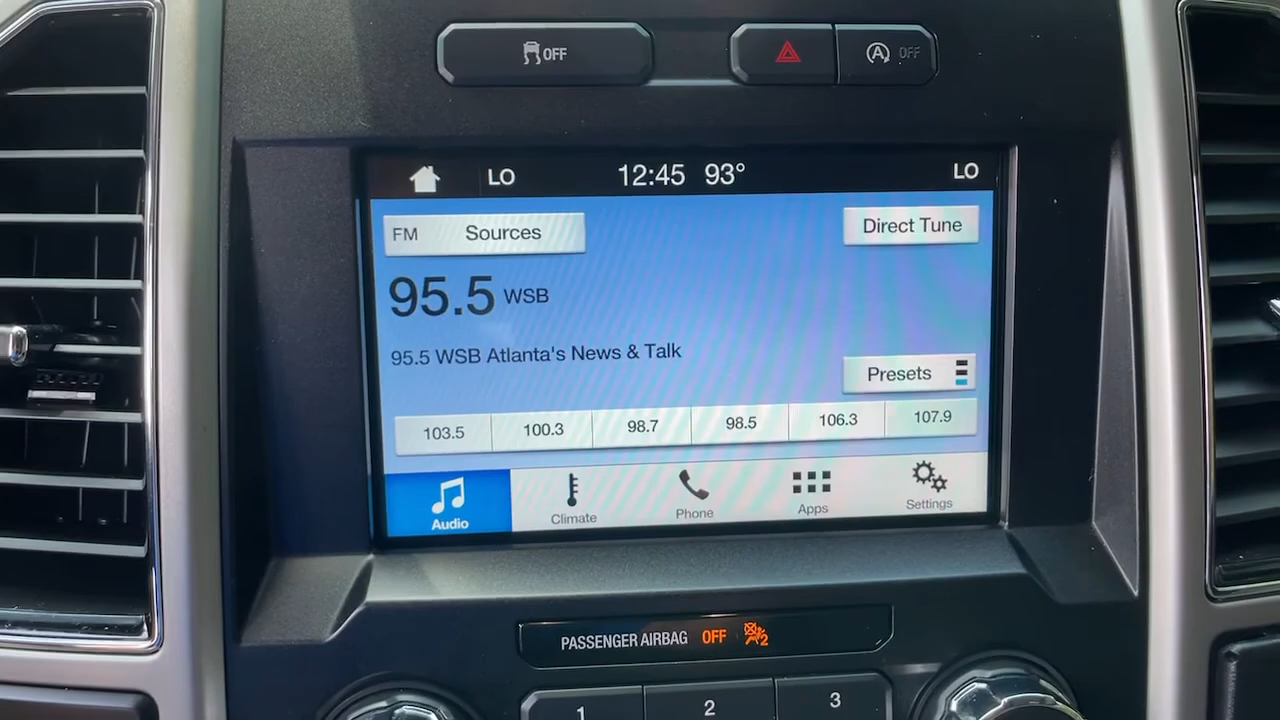 OFF
A OFF
LO 12:45 93° LO
FM Sources
Direct Tune
95.5 WSB
95.5 WSB Atlanta's News & Talk
Presets
103.5 100.3 98.7 98.5 106.3 107.9
Audio Climate Phone Apps Settings
PASSENGER AIRBAG OFF 2
1 2 3